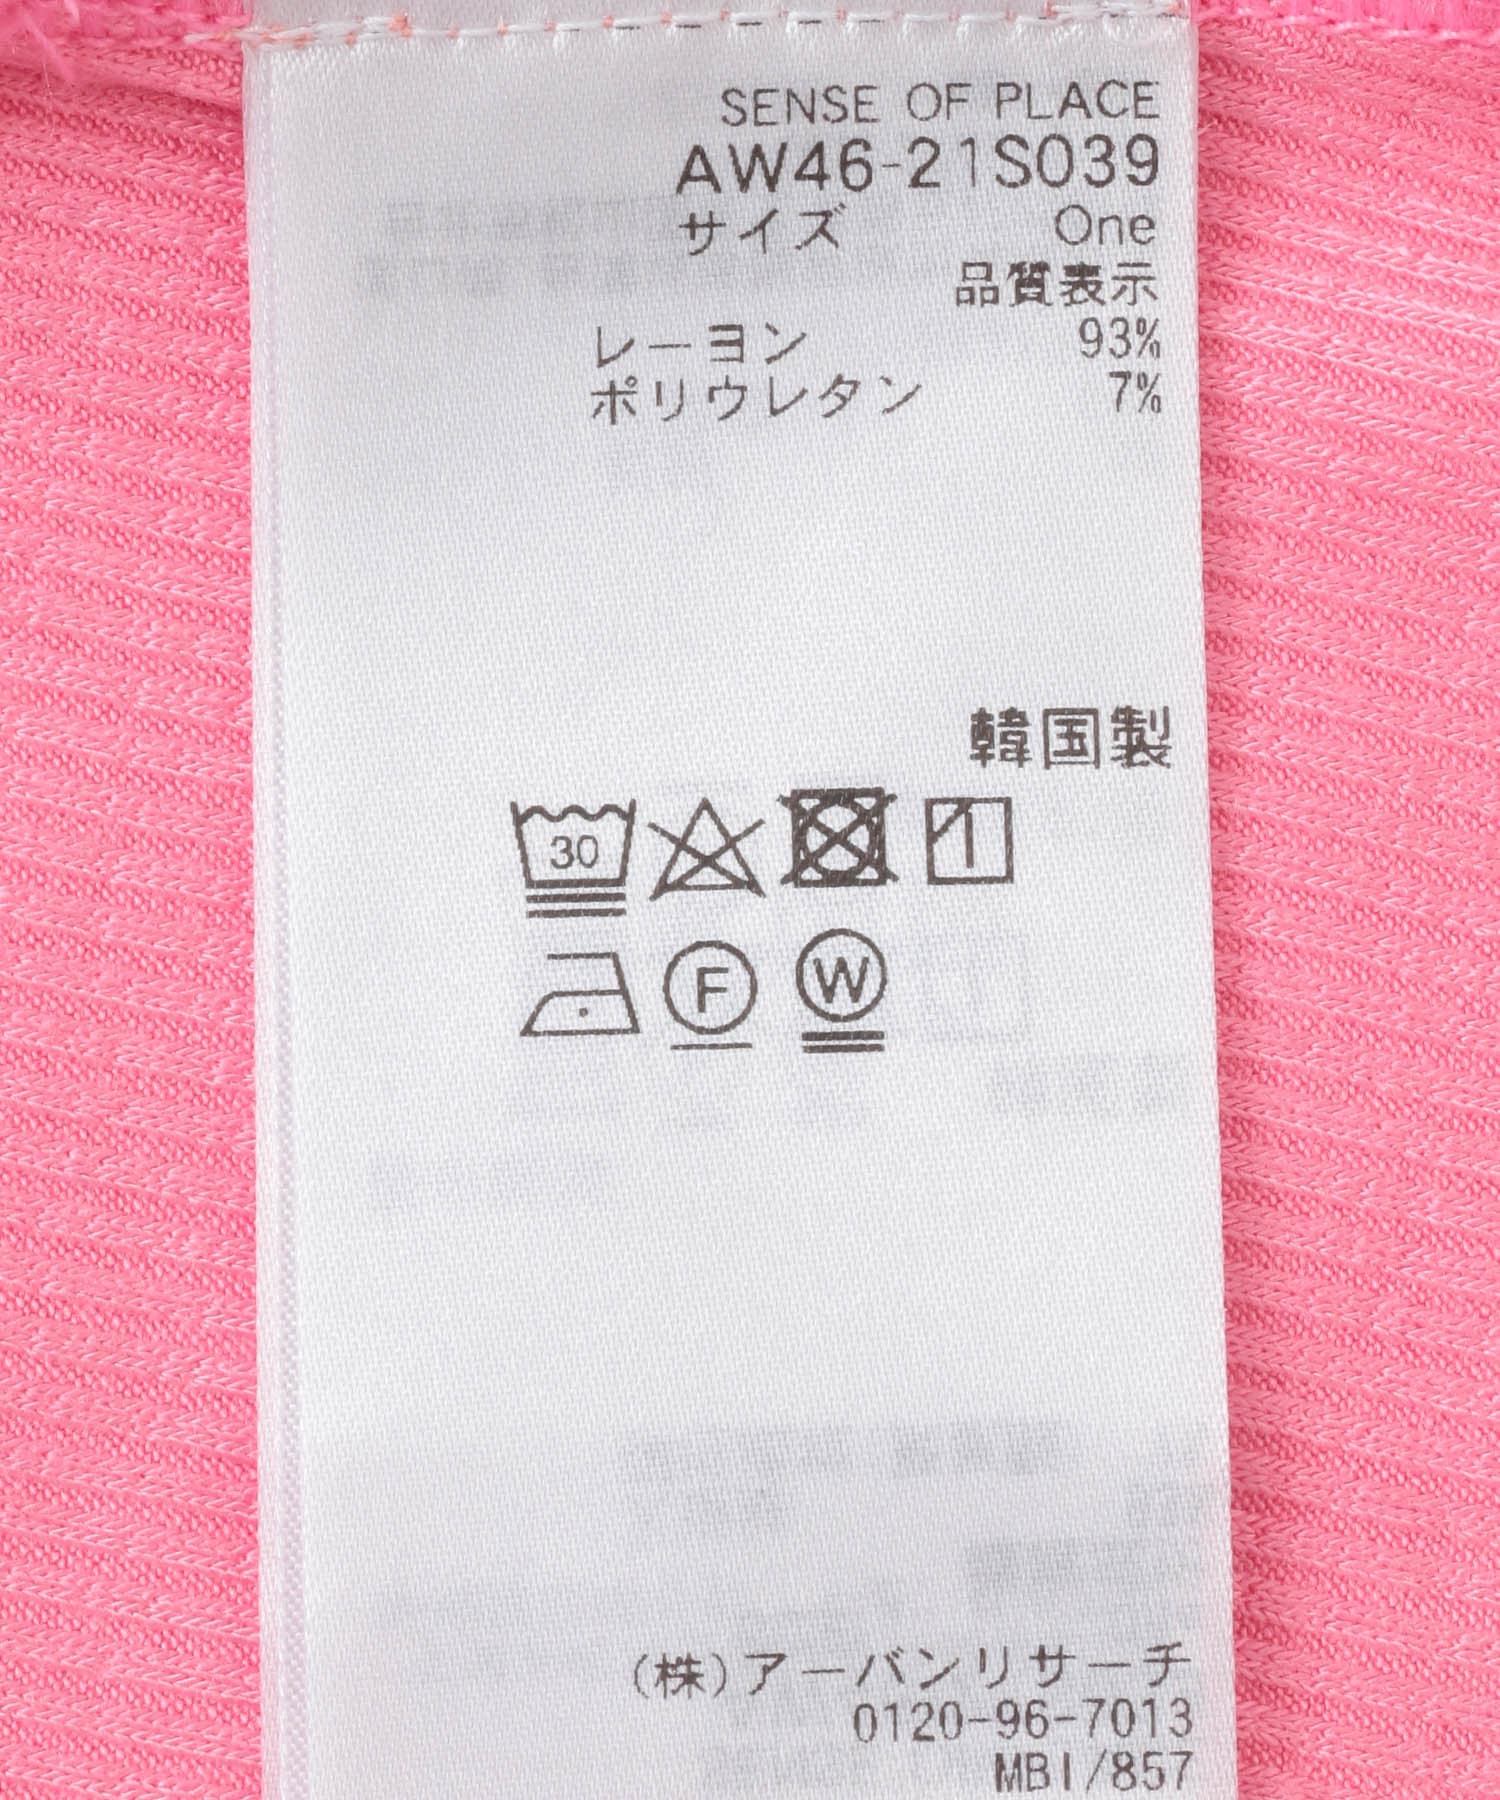 SENSE OF PLACE
AW46-21S039
サイズ One
品質表示
レーヨン 93%
ポリウレタン 7%
韓国製
30
F W
(株)アーバンリサーチ
0120-96-7013
MBI/857